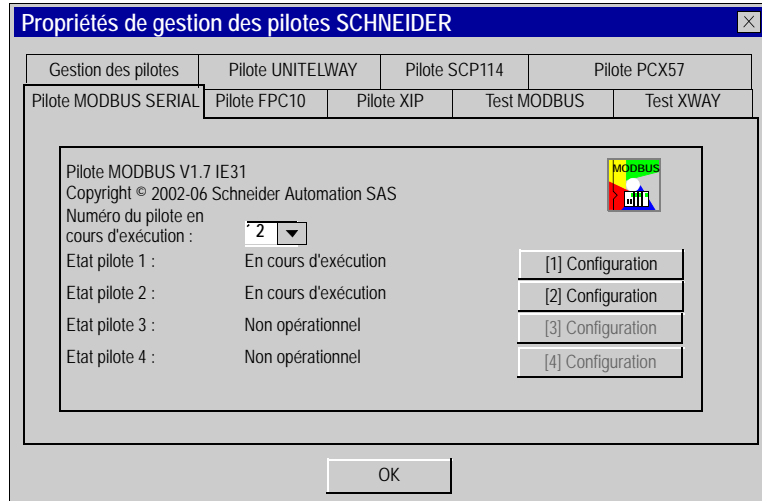 Propriétés de gestion des pilotes SCHNEIDER
Gestion des pilotes Pilote UNITELWAY Pilote SCP114 Pilote PCX57
Pilote MODBUS SERIAL Pilote FPC10 Pilote XIP Test MODBUS Test XWAY
Pilote MODBUS V1.7 IE31
MODBUS
Copyright © 2002-06 Schneider Automation SAS
Numéro du pilote en
cours d'exécution : 2
Etat pilote 1 : En cours d'exécution [1] Configuration
Etat pilote 2 : En cours d'exécution [2] Configuration
Etat pilote 3 : Non opérationnel [3] Configuration
Etat pilote 4 : Non opérationnel [4] Configuration
OK